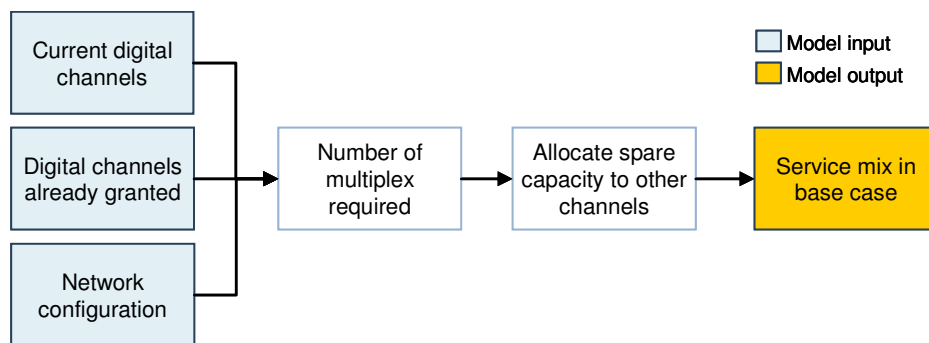 Current digital
channels
Digital channels
already granted
Network
configuration
Number of
multiplex
required
Allocate spare
capacity to other
channels
Service mix in
base case
Model input
Model output